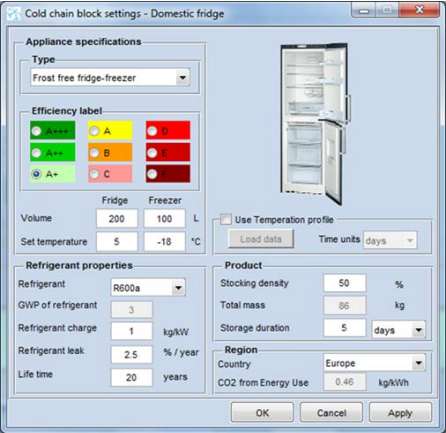 Cold chain block settings - Domestic fridge
Appliance specifications
Type
Frost free fridge-freezer
Efficiency label
A+++ A D
A++ B E
A+ C F
Fridge Freezer
Volume 200 100 L
Set temperature 5 -18 °C
Use Temperation profile
Load data Time units days
Refrigerant properties
Refrigerant R600a
GWP of refrigerant 3
Refrigerant charge 1 kg/kW
Refrigerant leak 2.5 % / year
Life time 20 years
Product
Stocking density 50 %
Total mass 86 kg
Storage duration 5 days
Region
Country Europe
CO2 from Energy Use 0.46 kg/kWh
OK Cancel Apply